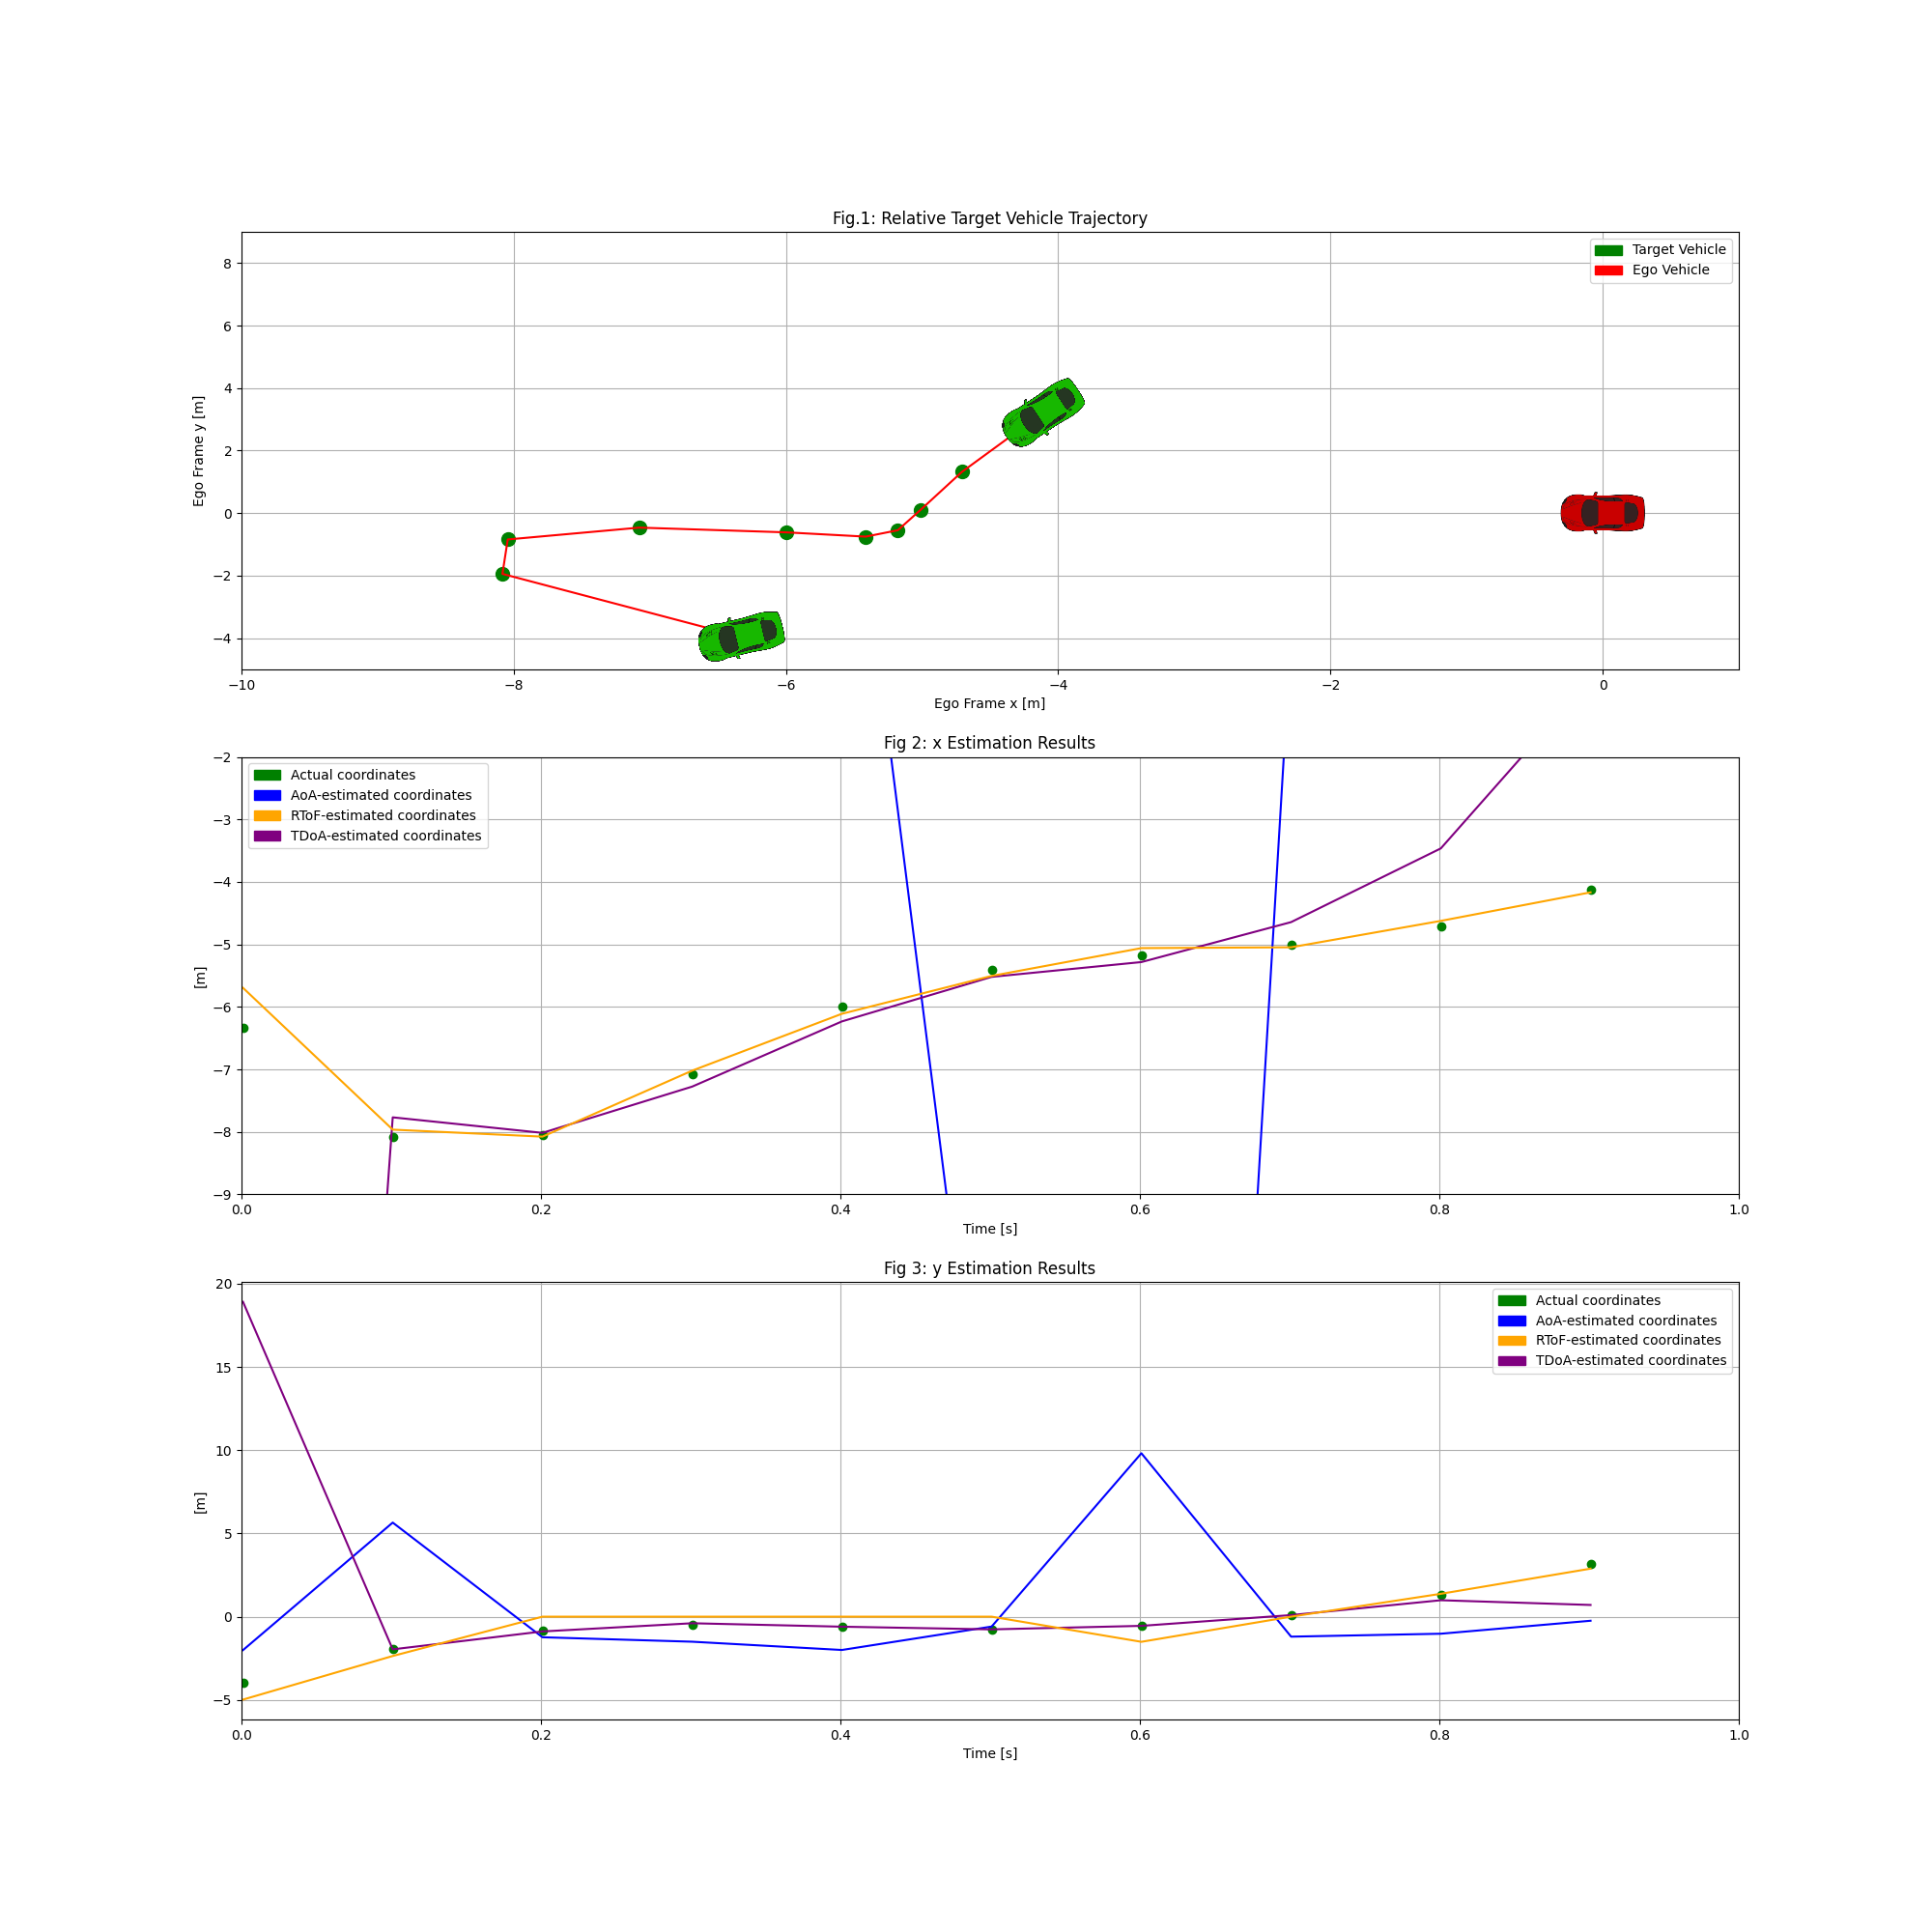 Fig.1: Relative Target Vehicle Trajectory
Target Vehicle
Ego Vehicle
8
6
4
2
0
−2
−4
Ego Frame y [m]
−10
−8
−6
−4
−2
0
Ego Frame x [m]
Fig 2: x Estimation Results
Actual coordinates
AoA-estimated coordinates
RToF-estimated coordinates
TDoA-estimated coordinates
−2
−3
−4
−5
−6
−7
−8
−9
[m]
0.0
0.2
0.4
0.6
0.8
1.0
Time [s]
Fig 3: y Estimation Results
Actual coordinates
AoA-estimated coordinates
RToF-estimated coordinates
TDoA-estimated coordinates
20
15
10
5
0
−5
[m]
0.0
0.2
0.4
0.6
0.8
1.0
Time [s]